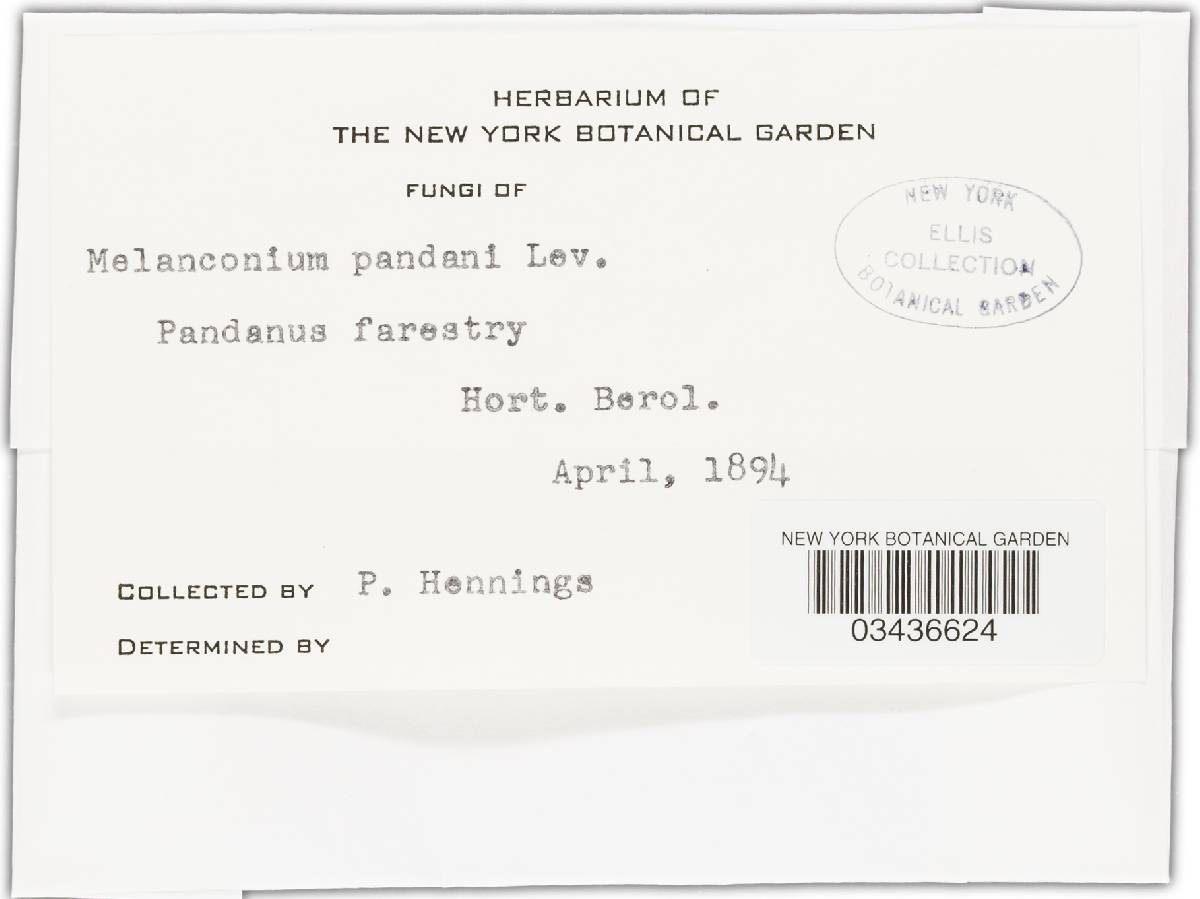 HERBARIUM OF
THE NEW YORK BOTANICAL GARDEN
FUNGI OF
NEW YORK
ELLIS
COLLECTION
BOTANICAL GARDEN
Melanconium pandani Lev.
Pandanus farestry
Hort. Berol.
April, 1894
NEW YORK BOTANICAL GARDEN
03436624
COLLECTED BY P. Hennings
DETERMINED BY